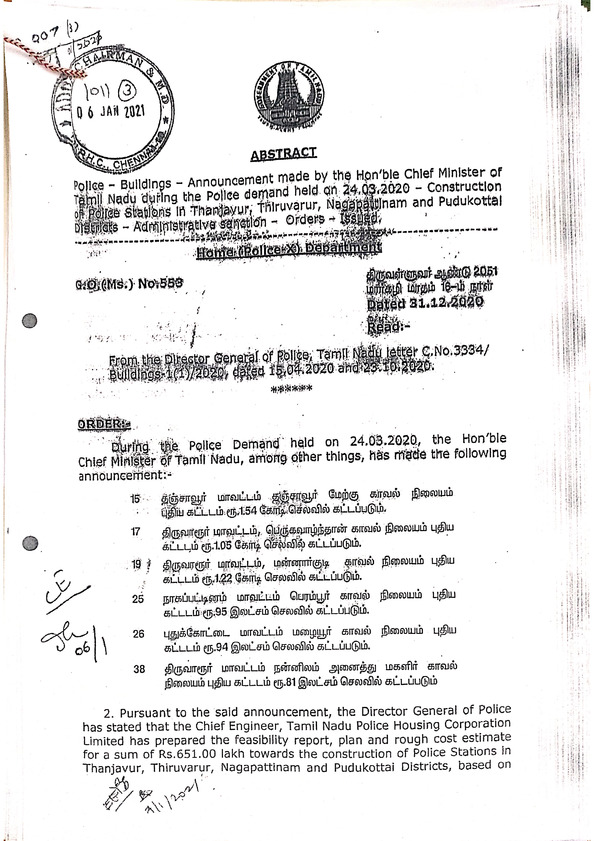 207 (3)
CHAIRMAN & M.D.
1011 (3)
06 JAN 2021
P.H.C., CHENNAI-10
GOVERNMENT OF TAMIL NADU
ABSTRACT
Police – Buildings – Announcement made by the Hon'ble Chief Minister of
Tamil Nadu during the Police demand held on 24.03.2020 – Construction
of Police Stations in Thanjavur, Thiruvarur, Nagapattinam and Pudukottai
Districts – Administrative sanction – Orders – Issued.
Home (Police-X) Department
G.O.(Ms.) No.553
திருவள்ளுவர் ஆண்டு 2051
மார்கழி மாதம் 16-ம் நாள்
Dated 31.12.2020
Read:-
From the Director General of Police, Tamil Nadu letter C.No.3334/
Buildings-1(1)/2020, dated 15.04.2020 and 23.10.2020.
******
ORDER:-
During the Police Demand held on 24.03.2020, the Hon'ble
Chief Minister of Tamil Nadu, among other things, has made the following
announcement:-
15 தஞ்சாவூர் மாவட்டம் தஞ்சாவூர் மேற்கு காவல் நிலையம்
புதிய கட்டடம் ரூ.1.54 கோடி செலவில் கட்டப்படும்.
17 திருவாரூர் மாவட்டம், பெருகவாழ்ந்தான் காவல் நிலையம் புதிய
கட்டடம் ரூ.1.05 கோடி செலவில் கட்டப்படும்.
19 திருவாரூர் மாவட்டம், மன்னார்குடி காவல் நிலையம் புதிய
கட்டடம் ரூ.1.22 கோடி செலவில் கட்டப்படும்.
25 நாகப்பட்டினம் மாவட்டம் பெரம்பூர் காவல் நிலையம் புதிய
கட்டடம் ரூ.95 இலட்சம் செலவில் கட்டப்படும்.
26 புதுக்கோட்டை மாவட்டம் மழையூர் காவல் நிலையம் புதிய
கட்டடம் ரூ.94 இலட்சம் செலவில் கட்டப்படும்.
38 திருவாரூர் மாவட்டம் நன்னிலம் அனைத்து மகளிர் காவல்
நிலையம் புதிய கட்டடம் ரூ.81 இலட்சம் செலவில் கட்டப்படும்
CE
06/1
2. Pursuant to the said announcement, the Director General of Police
has stated that the Chief Engineer, Tamil Nadu Police Housing Corporation
Limited has prepared the feasibility report, plan and rough cost estimate
for a sum of Rs.651.00 lakh towards the construction of Police Stations in
Thanjavur, Thiruvarur, Nagapattinam and Pudukottai Districts, based on
7/1/2021